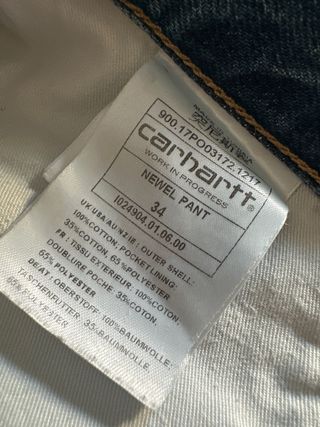 900.17PO03172.1217
carhartt
WORK IN PROGRESS
NEWEL PANT
34
I024904.01.06.00
UK/USA/AU/NZ/IE: OUTER SHELL:
100%COTTON; POCKET LINING:
35%COTTON, 65%POLYESTER
FR: TISSU EXTERIEUR: 100%COTON.
DOUBLURE POCHE: 35%COTON.
65%POLYESTER
DE/AT: OBERSTOFF: 100%BAUMWOLLE;
TASCHENFUTTER: 35%BAUMWOLLE.
65%POLYESTER